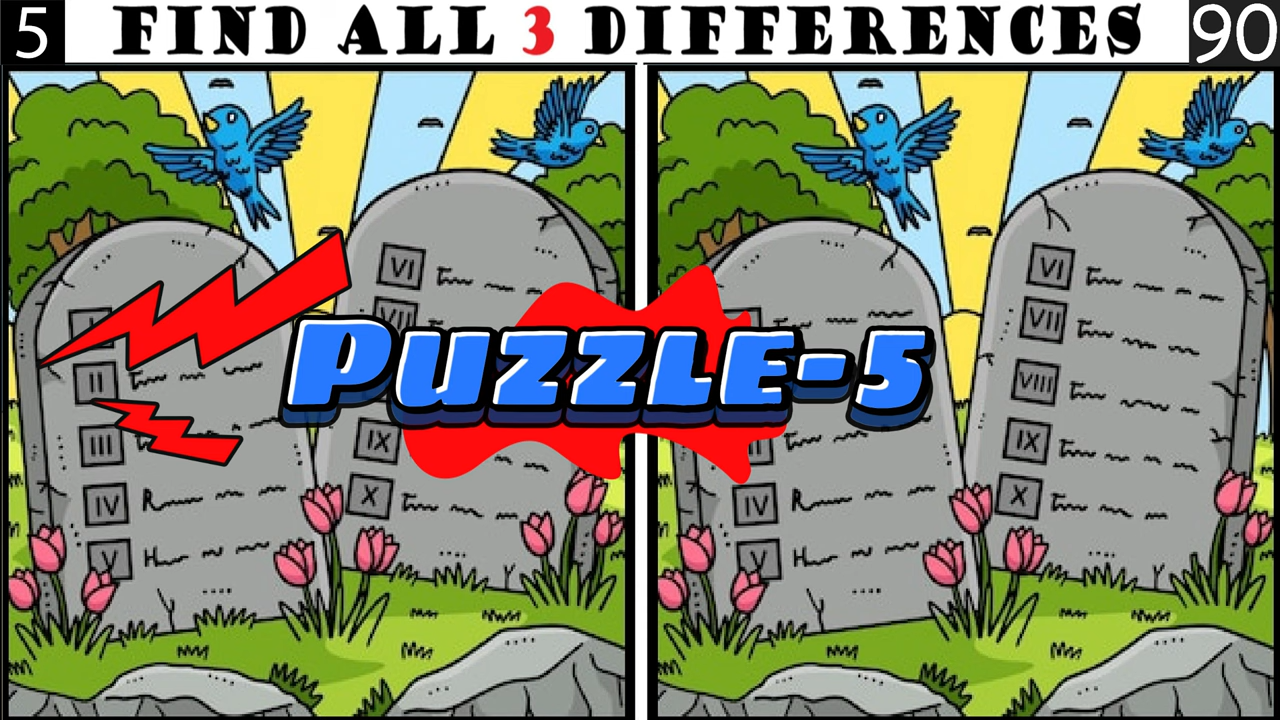 5 FIND ALL 3 DIFFERENCES 90
VI
VII
II
III
IX
IV
X
V
VI
VII
VIII
IX
IV
X
V
PUZZLE-5